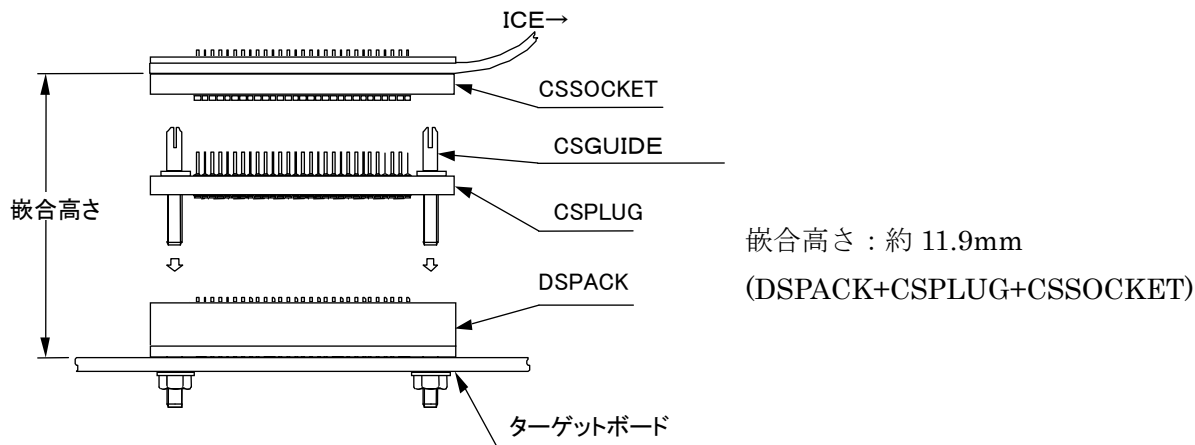 ICE→
CSSOCKET
CSGUIDE
嵌合高さ
CSPLUG
嵌合高さ：約 11.9mm
DSPACK
(DSPACK+CSPLUG+CSSOCKET)
ターゲットボード